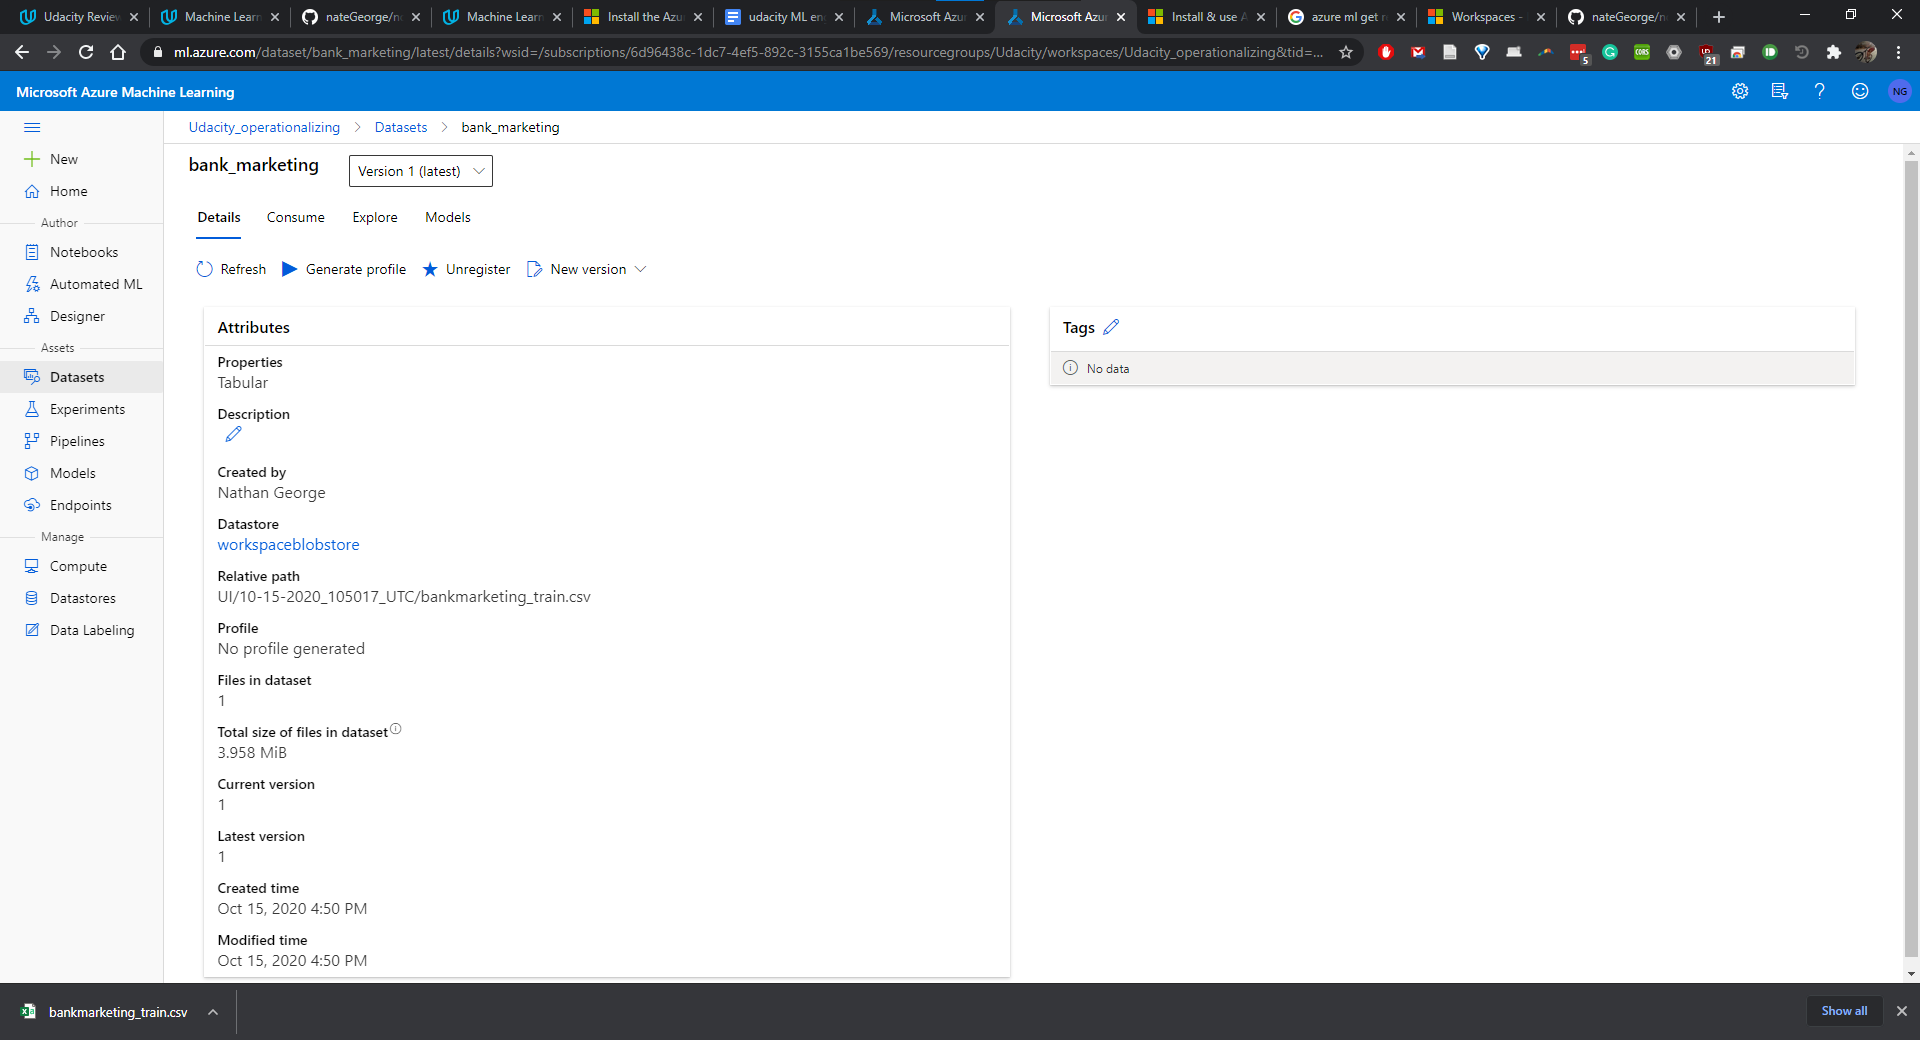 Udacity Review
Machine Learn
nateGeorge/n
Machine Learn
Install the Azu
udacity ML en
Microsoft Azur
Microsoft Azur
Install & use A
azure ml get r
Workspaces -
nateGeorge/n
ml.azure.com/dataset/bank_marketing/latest/details?wsid=/subscriptions/6d96438c-1dc7-4ef5-892c-3155ca1be569/resourcegroups/Udacity/workspaces/Udacity_operationalizing&tid=...
5
CORS
21
Microsoft Azure Machine Learning
NG
New
Home
Author
Notebooks
Automated ML
Designer
Assets
Datasets
Experiments
Pipelines
Models
Endpoints
Manage
Compute
Datastores
Data Labeling
Udacity_operationalizing > Datasets > bank_marketing
bank_marketing
Version 1 (latest)
Details Consume Explore Models
Refresh Generate profile Unregister New version
Attributes
Properties
Tabular
Description
Created by
Nathan George
Datastore
workspaceblobstore
Relative path
UI/10-15-2020_105017_UTC/bankmarketing_train.csv
Profile
No profile generated
Files in dataset
1
Total size of files in dataset
3.958 MiB
Current version
1
Latest version
1
Created time
Oct 15, 2020 4:50 PM
Modified time
Oct 15, 2020 4:50 PM
Tags
No data
bankmarketing_train.csv
Show all